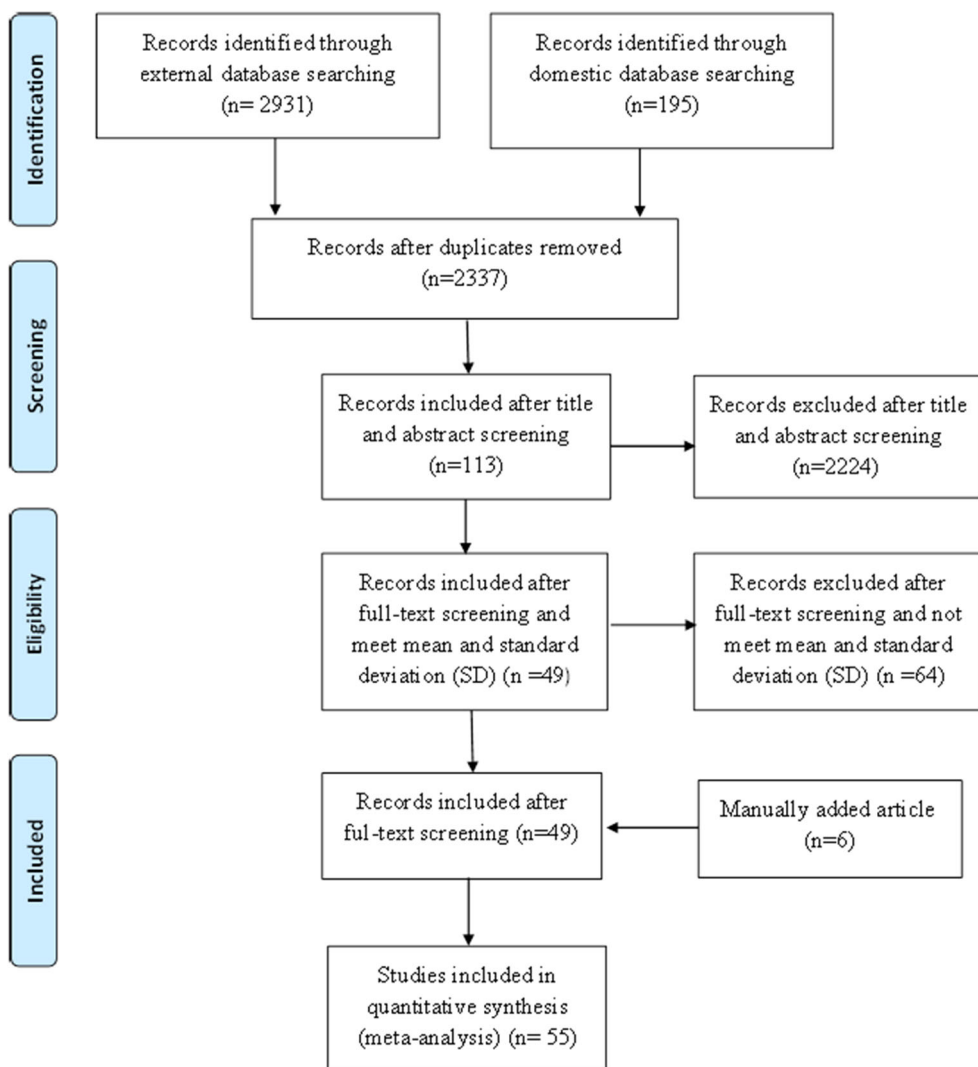 Identification
Records identified through
external database searching
(n= 2931)
Records identified through
domestic database searching
(n=195)
Records after duplicates removed
(n=2337)
Screening
Records included after title
and abstract screening
(n=113)
Records excluded after title
and abstract screening
(n=2224)
Eligibility
Records included after
full-text screening and
meet mean and standard
deviation (SD) (n =49)
Records excluded after
full-text screening and not
meet mean and standard
deviation (SD) (n =64)
Included
Records included after
ful-text screening (n=49)
Manually added article
(n=6)
Studies included in
quantitative synthesis
(meta-analysis) (n= 55)